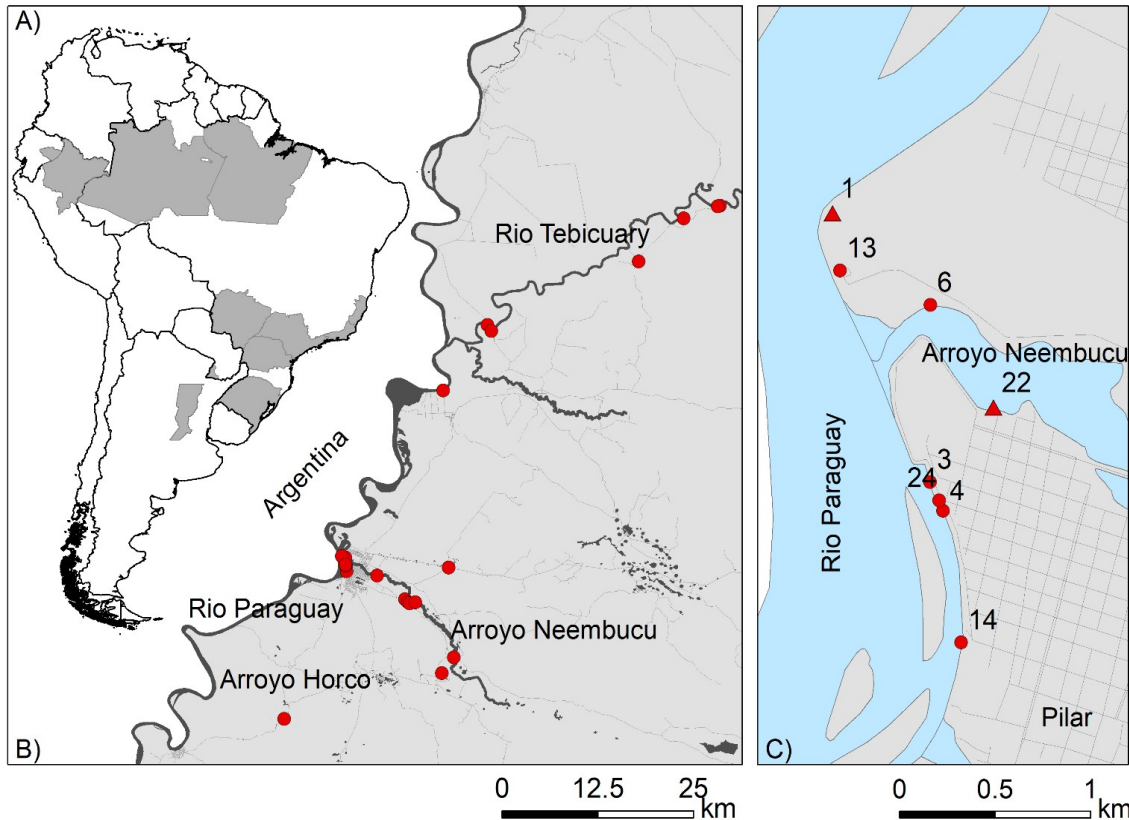 A)
Rio Tebicuary
Argentina
Rio Paraguay
Arroyo Neembucu
Arroyo Horco
B)
0 12.5 25
km
1
13
6
Arroyo Neembucu
22
Rio Paraguay
3
24
4
14
Pilar
C)
0 0.5 1
km